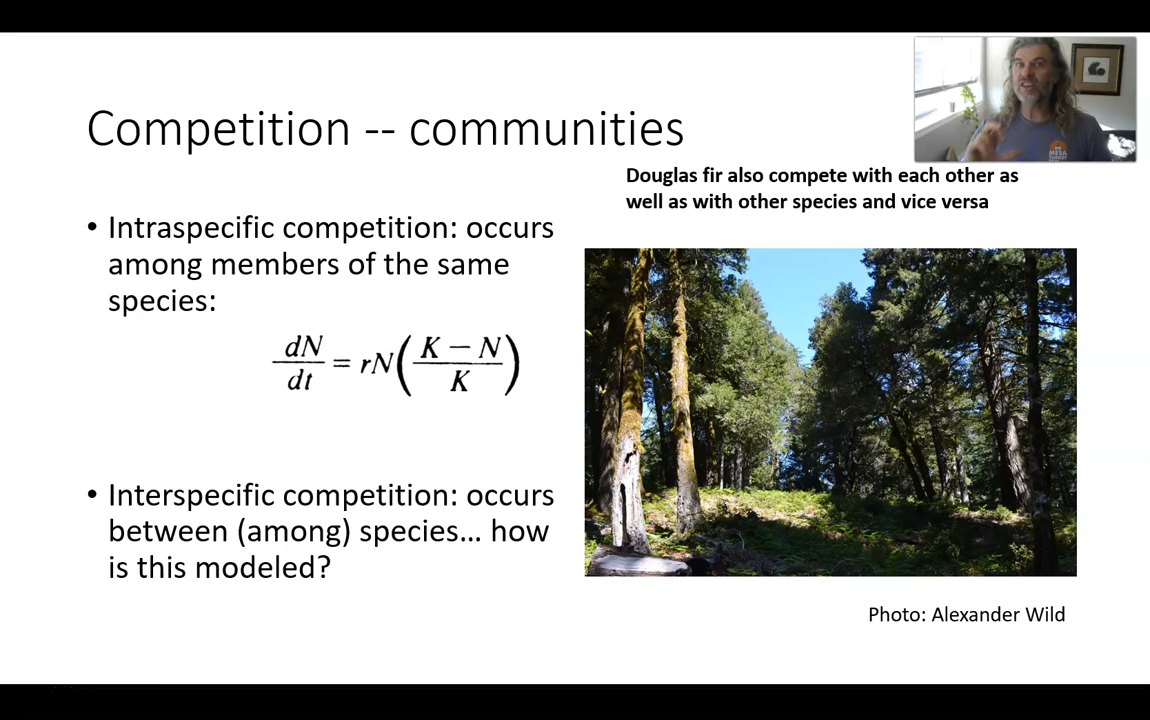 Competition -- communities
MESA
Douglas fir also compete with each other as
well as with other species and vice versa
• Intraspecific competition: occurs
among members of the same
species:
dN/dt = rN((K − N)/K)
• Interspecific competition: occurs
between (among) species... how
is this modeled?
Photo: Alexander Wild